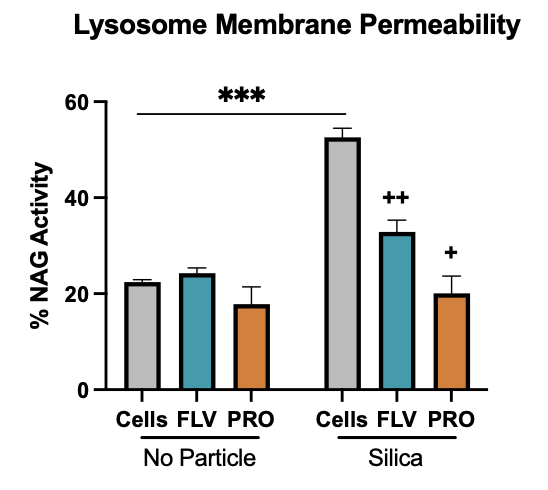 Lysosome Membrane Permeability
***
60
40
20
0
% NAG Activity
++
+
Cells FLV PRO Cells FLV PRO
No Particle Silica